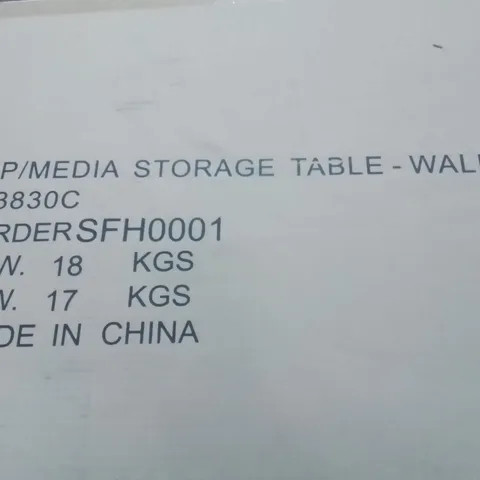 P/MEDIA STORAGE TABLE - WAL
3830C
RDER SFH0001
W. 18 KGS
W. 17 KGS
DE IN CHINA